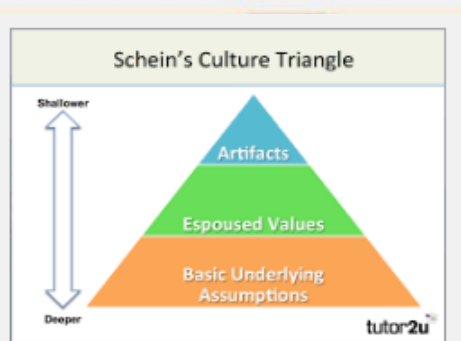 Schein's Culture Triangle
Shallower
Artifacts
Espoused Values
Basic Underlying
Assumptions
Deeper
tutor2u